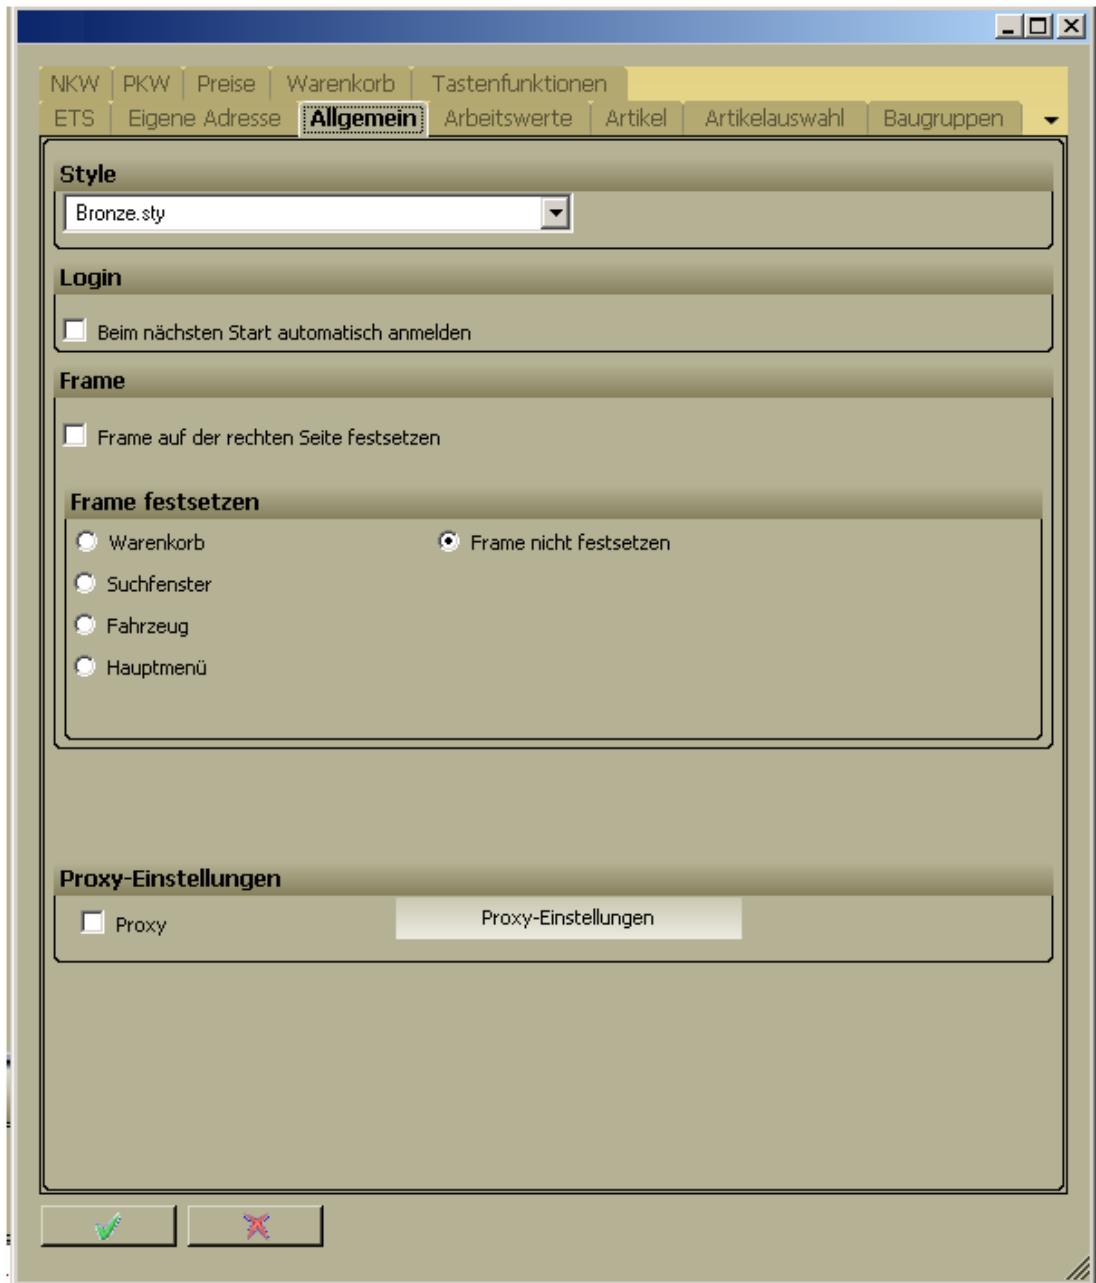 NKW PKW Preise Warenkorb Tastenfunktionen
ETS Eigene Adresse Allgemein Arbeitswerte Artikel Artikelauswahl Baugruppen
Style
Bronze.sty
Login
Beim nächsten Start automatisch anmelden
Frame
Frame auf der rechten Seite festsetzen
Frame festsetzen
Warenkorb Frame nicht festsetzen
Suchfenster
Fahrzeug
Hauptmenü
Proxy-Einstellungen
Proxy Proxy-Einstellungen